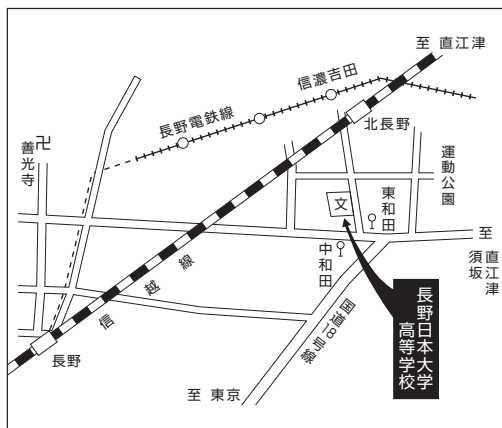 至 直江津
信濃吉田
長野電鉄線
北長野
卍
善光寺
運動公園
文
東和田
至
直江津
須坂
中和田
信越線
国道18号線
長野日本大学
高等学校
長野
至 東京